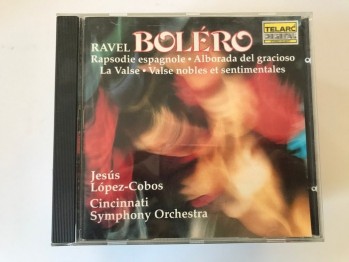 RAVEL BOLÉRO
TELARC
DIGITAL
Rapsodie espagnole • Alborada del gracioso
La Valse • Valse nobles et sentimentales
Jesús
López-Cobos
Cincinnati
Symphony Orchestra